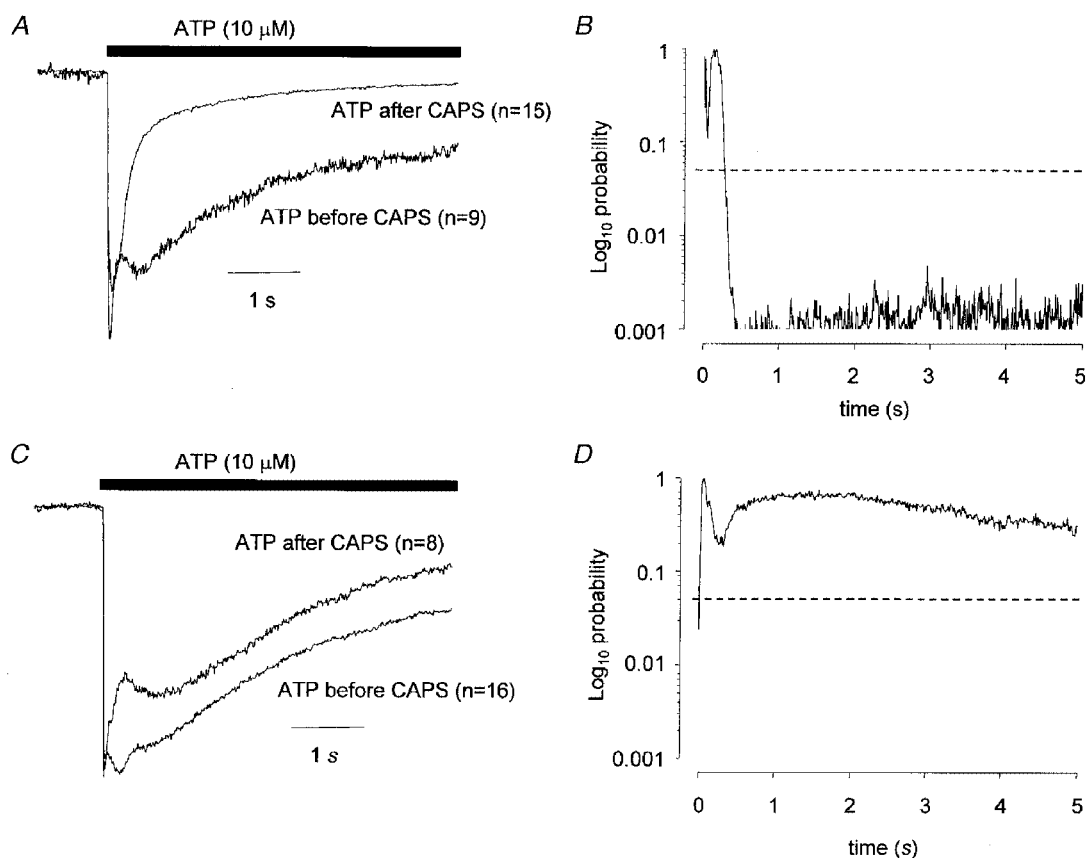 A
ATP (10 μM)
ATP after CAPS (n=15)
ATP before CAPS (n=9)
1 s
B
Log10 probability
1
0.1
0.01
0.001
0 1 2 3 4 5
time (s)
C
ATP (10 μM)
ATP after CAPS (n=8)
ATP before CAPS (n=16)
1 s
D
Log10 probability
1
0.1
0.01
0.001
0 1 2 3 4 5
time (s)